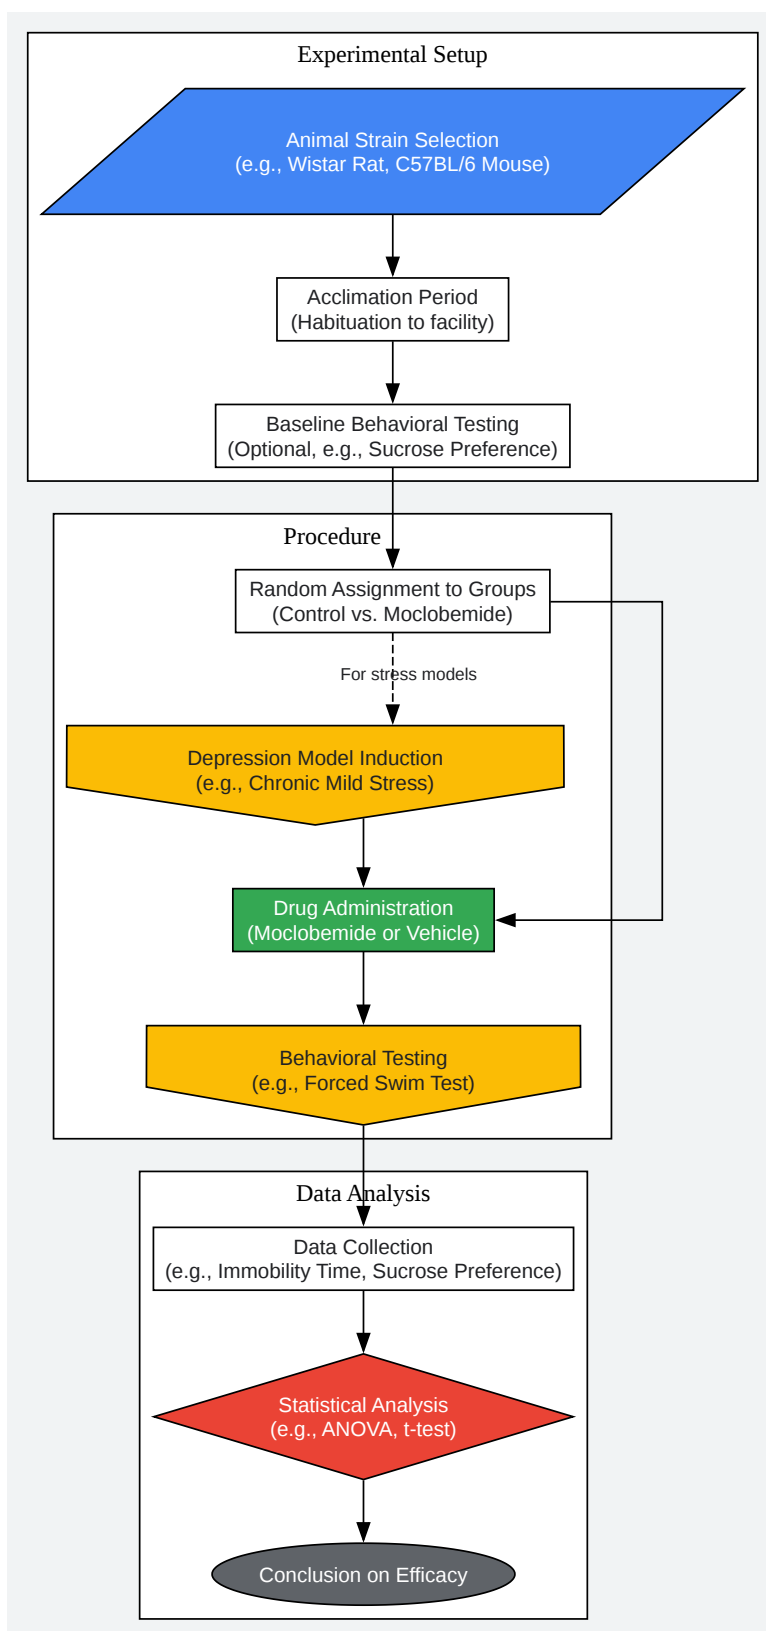 Experimental Setup
Animal Strain Selection
(e.g., Wistar Rat, C57BL/6 Mouse)
Acclimation Period
(Habituation to facility)
Baseline Behavioral Testing
(Optional, e.g., Sucrose Preference)
Procedure
Random Assignment to Groups
(Control vs. Moclobemide)
For stress models
Depression Model Induction
(e.g., Chronic Mild Stress)
Drug Administration
(Moclobemide or Vehicle)
Behavioral Testing
(e.g., Forced Swim Test)
Data Analysis
Data Collection
(e.g., Immobility Time, Sucrose Preference)
Statistical Analysis
(e.g., ANOVA, t-test)
Conclusion on Efficacy